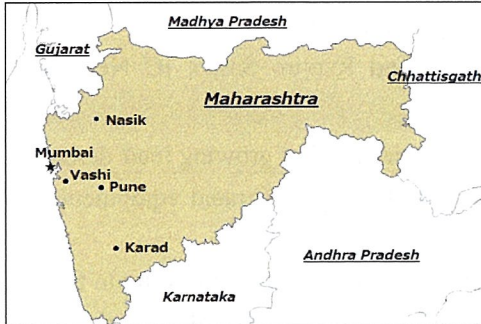 Madhya Pradesh
Gujarat
Chhattisgath
Maharashtra
Nasik
Mumbai
Vashi
Pune
Karad
Andhra Pradesh
Karnataka